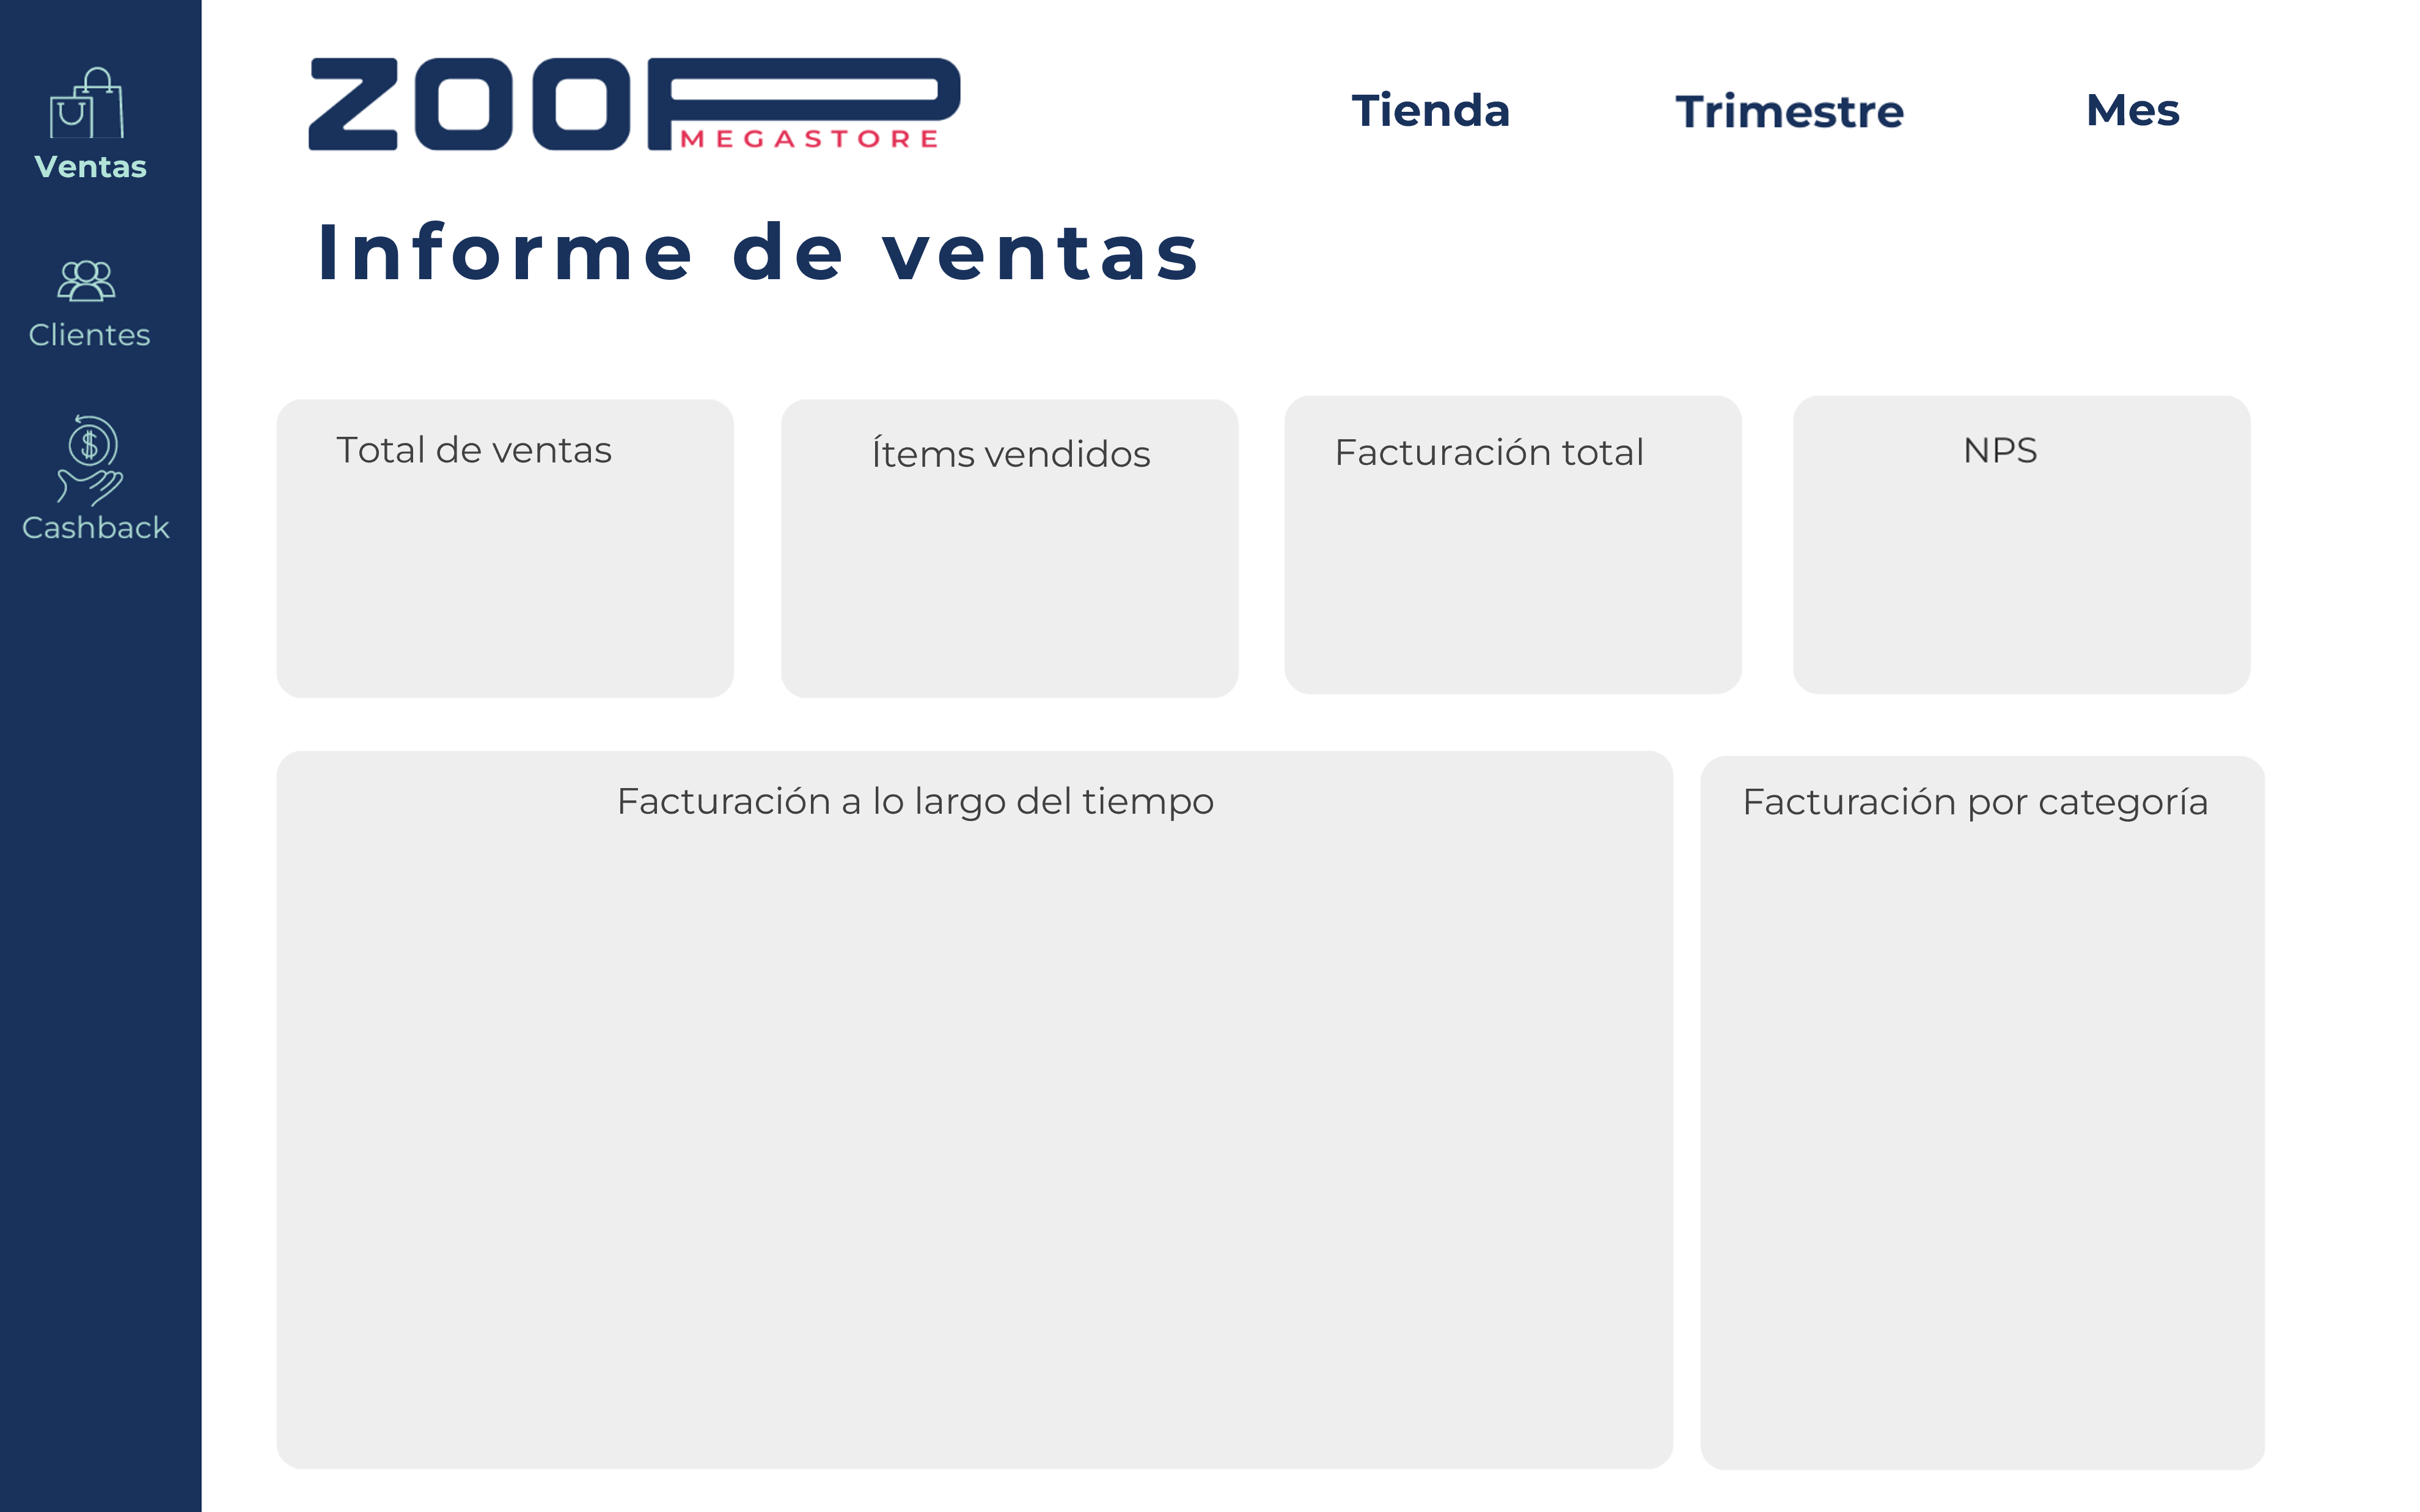 Ventas
Clientes
Cashback
ZOOP
MEGASTORE
Tienda
Trimestre
Mes
Informe de ventas
Total de ventas
Ítems vendidos
Facturación total
NPS
Facturación a lo largo del tiempo
Facturación por categoría